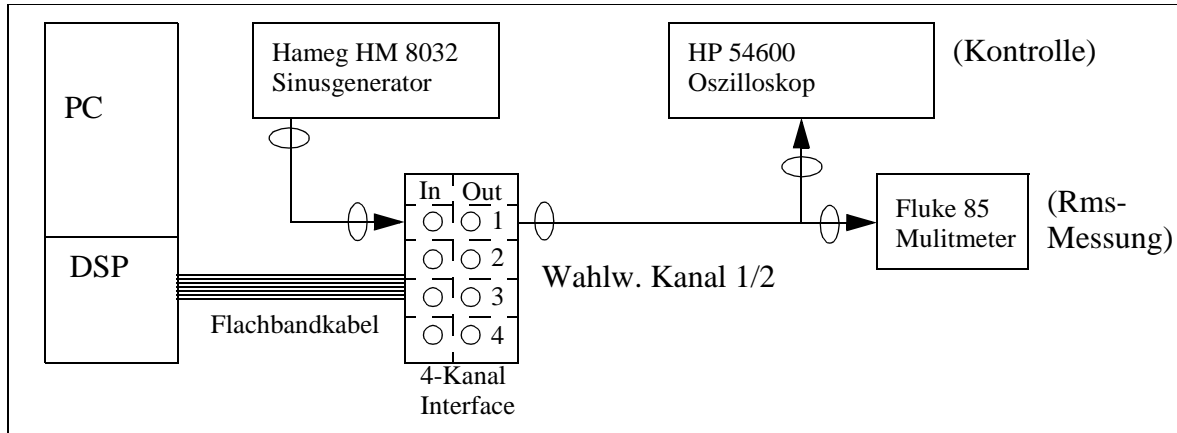 PC
DSP
Flachbandkabel
Hameg HM 8032
Sinusgenerator
In Out
1
2
3
4
4-Kanal
Interface
Wahlw. Kanal 1/2
HP 54600
Oszilloskop
(Kontrolle)
Fluke 85
Mulitmeter
(Rms-
Messung)